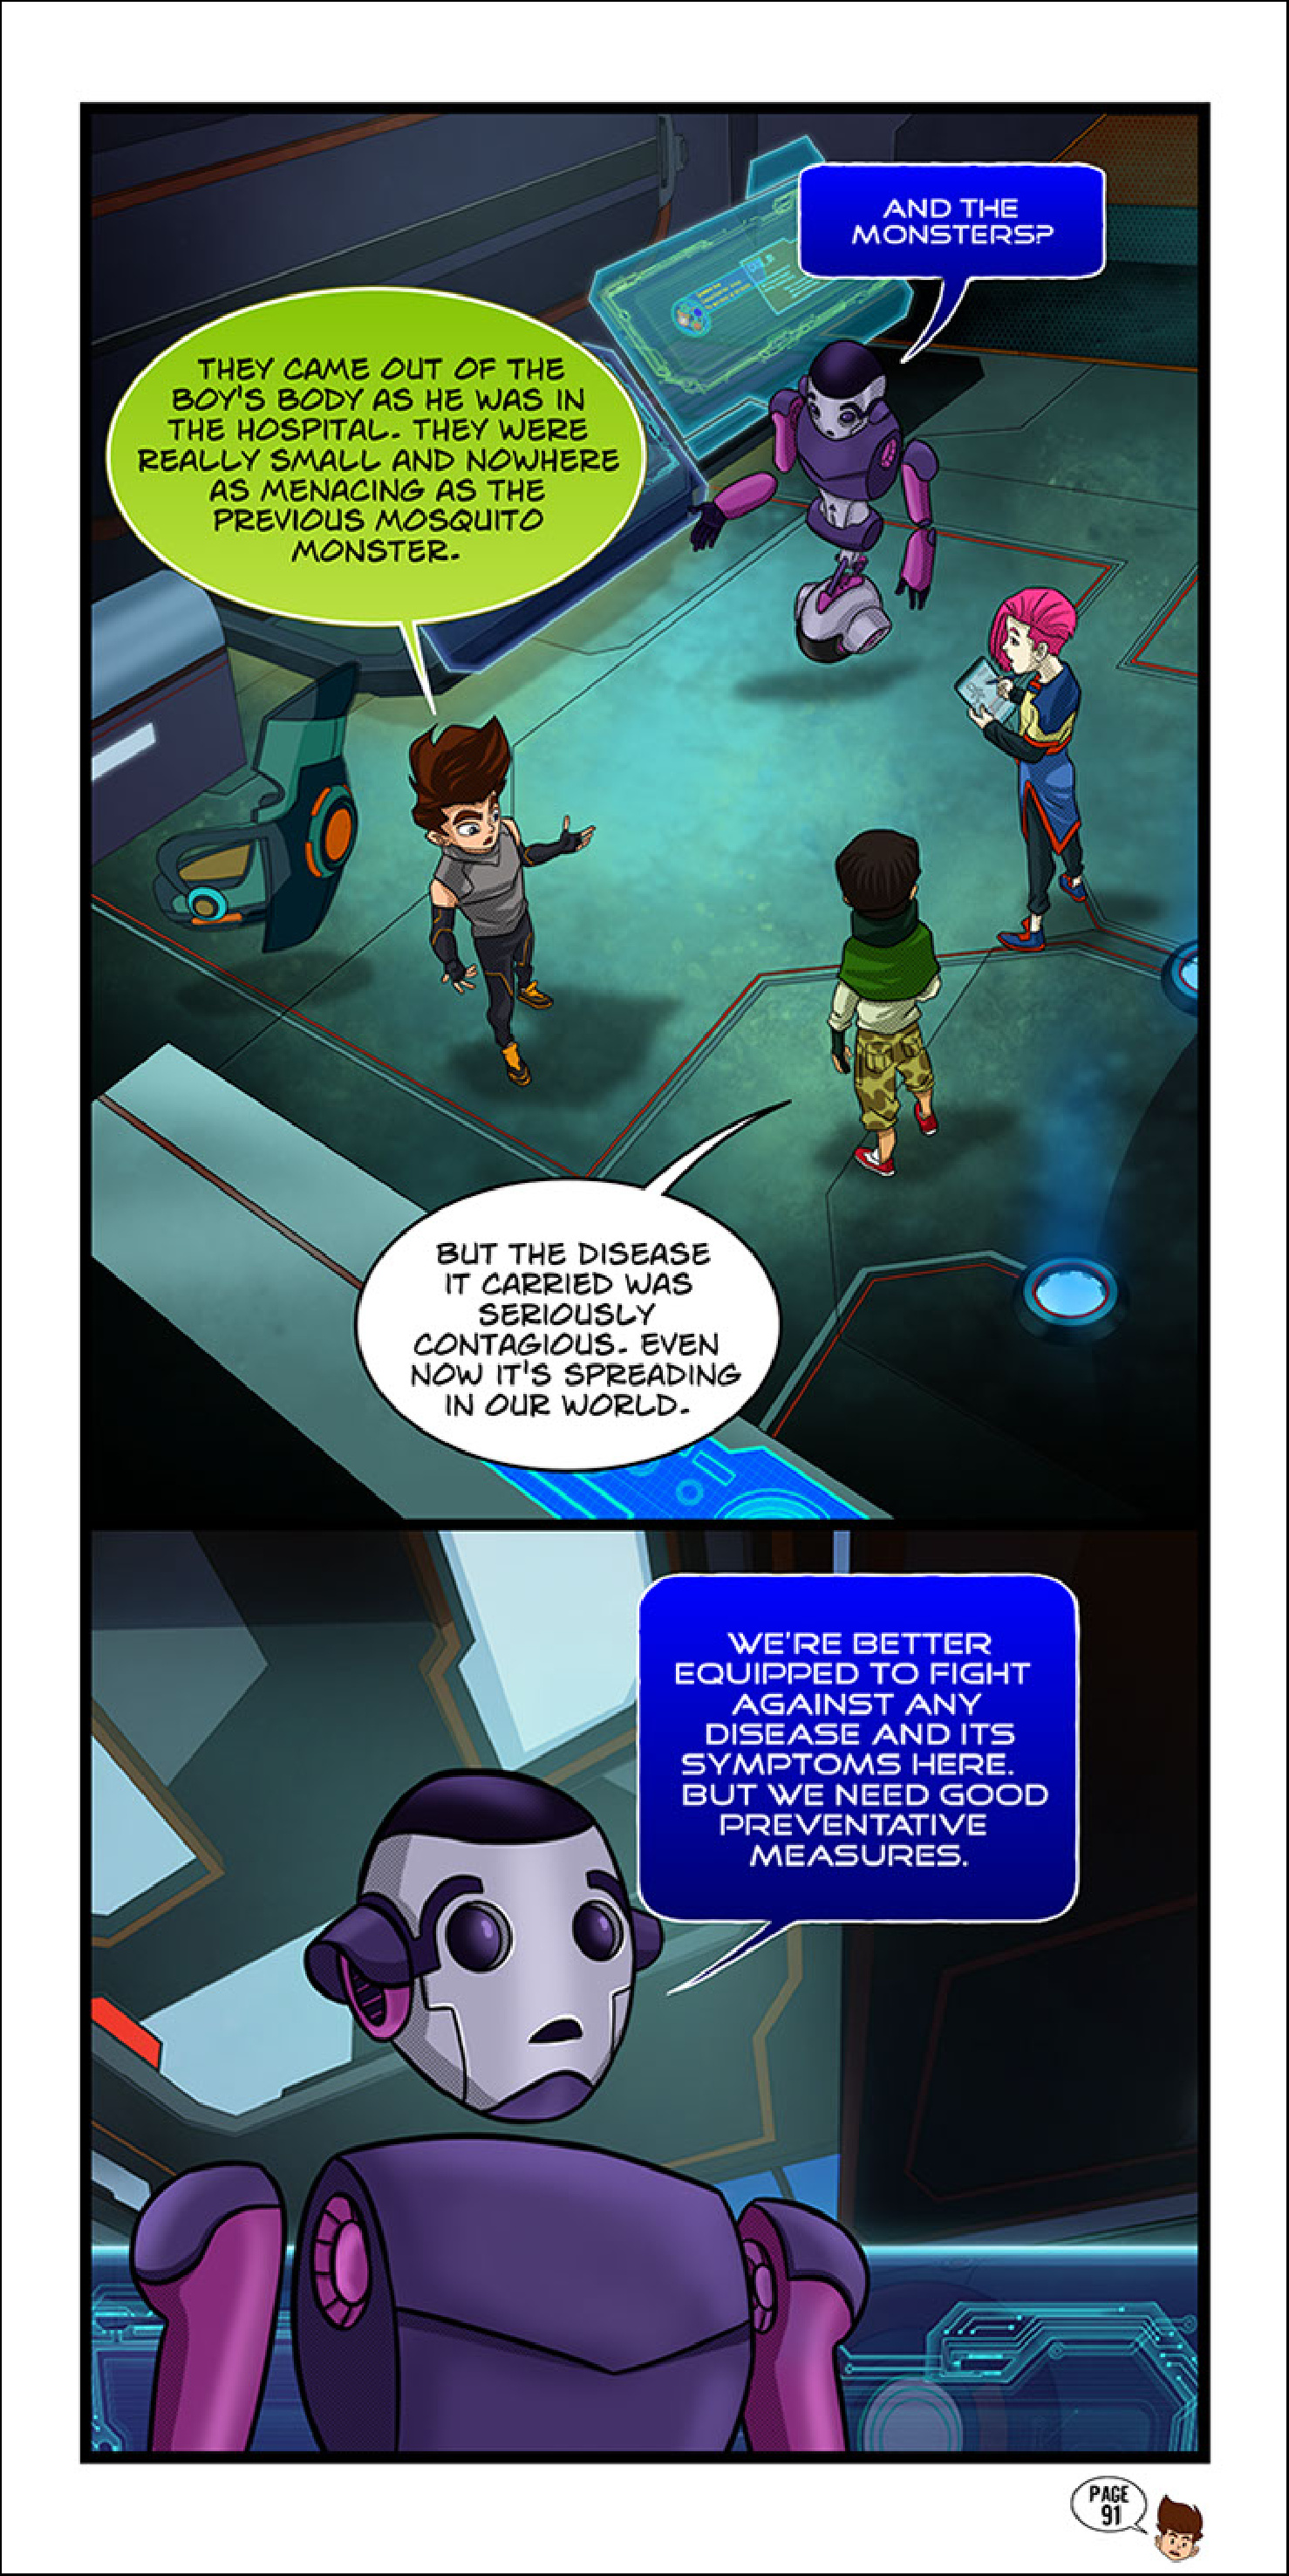 AND THE
MONSTERS?
THEY CAME OUT OF THE
BOY'S BODY AS HE WAS IN
THE HOSPITAL. THEY WERE
REALLY SMALL AND NOWHERE
AS MENACING AS THE
PREVIOUS MOSQUITO
MONSTER.
BUT THE DISEASE
IT CARRIED WAS
SERIOUSLY
CONTAGIOUS. EVEN
NOW IT'S SPREADING
IN OUR WORLD.
WE'RE BETTER
EQUIPPED TO FIGHT
AGAINST ANY
DISEASE AND ITS
SYMPTOMS HERE.
BUT WE NEED GOOD
PREVENTATIVE
MEASURES.
PAGE
91